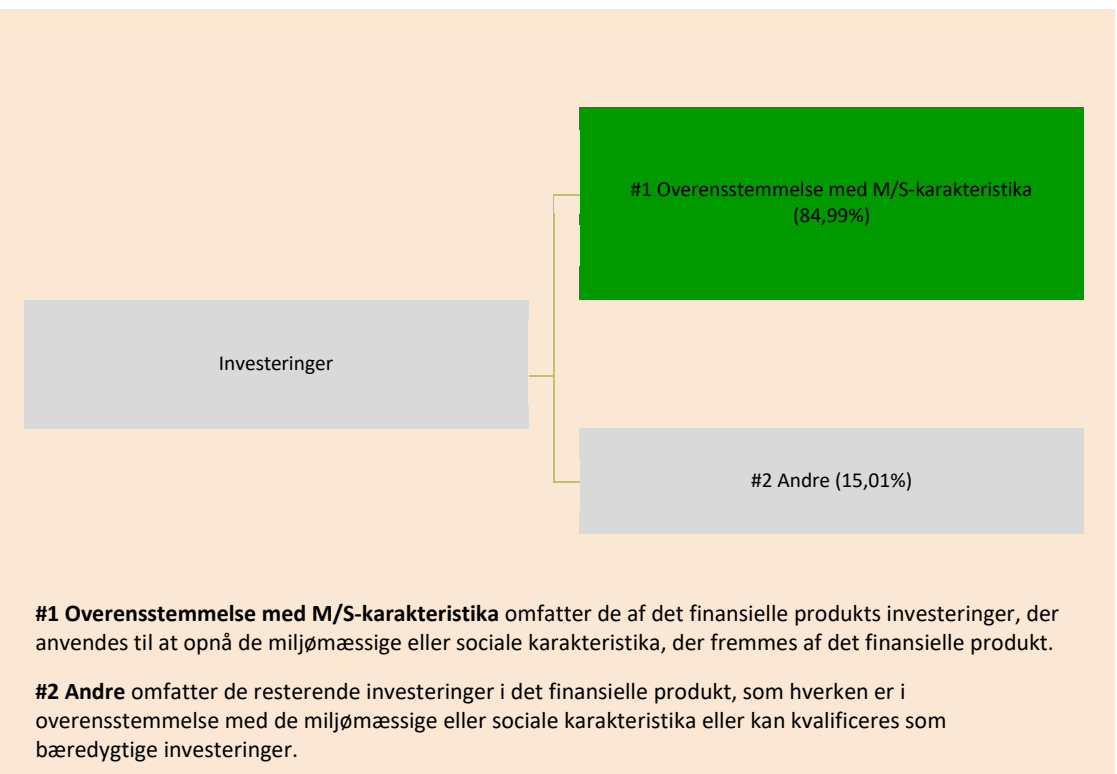 #1 Overensstemmelse med M/S-karakteristika
(84,99%)
Investeringer
#2 Andre (15,01%)
#1 Overensstemmelse med M/S-karakteristika omfatter de af det finansielle produkts investeringer, der
anvendes til at opnå de miljømæssige eller sociale karakteristika, der fremmes af det finansielle produkt.
#2 Andre omfatter de resterende investeringer i det finansielle produkt, som hverken er i
overensstemmelse med de miljømæssige eller sociale karakteristika eller kan kvalificeres som
bæredygtige investeringer.